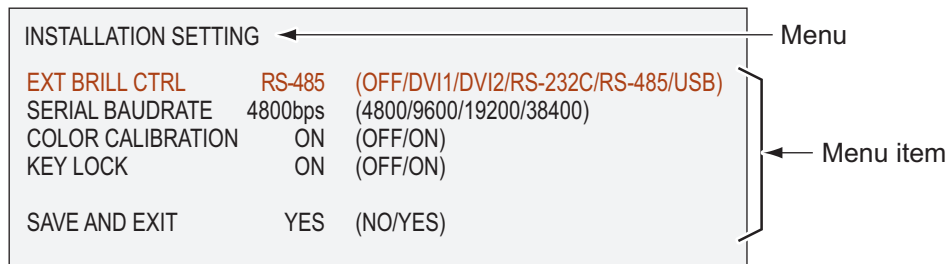 INSTALLATION SETTING
Menu
EXT BRILL CTRL RS-485 (OFF/DVI1/DVI2/RS-232C/RS-485/USB)
SERIAL BAUDRATE 4800bps (4800/9600/19200/38400)
COLOR CALIBRATION ON (OFF/ON)
KEY LOCK ON (OFF/ON)
Menu item
SAVE AND EXIT YES (NO/YES)